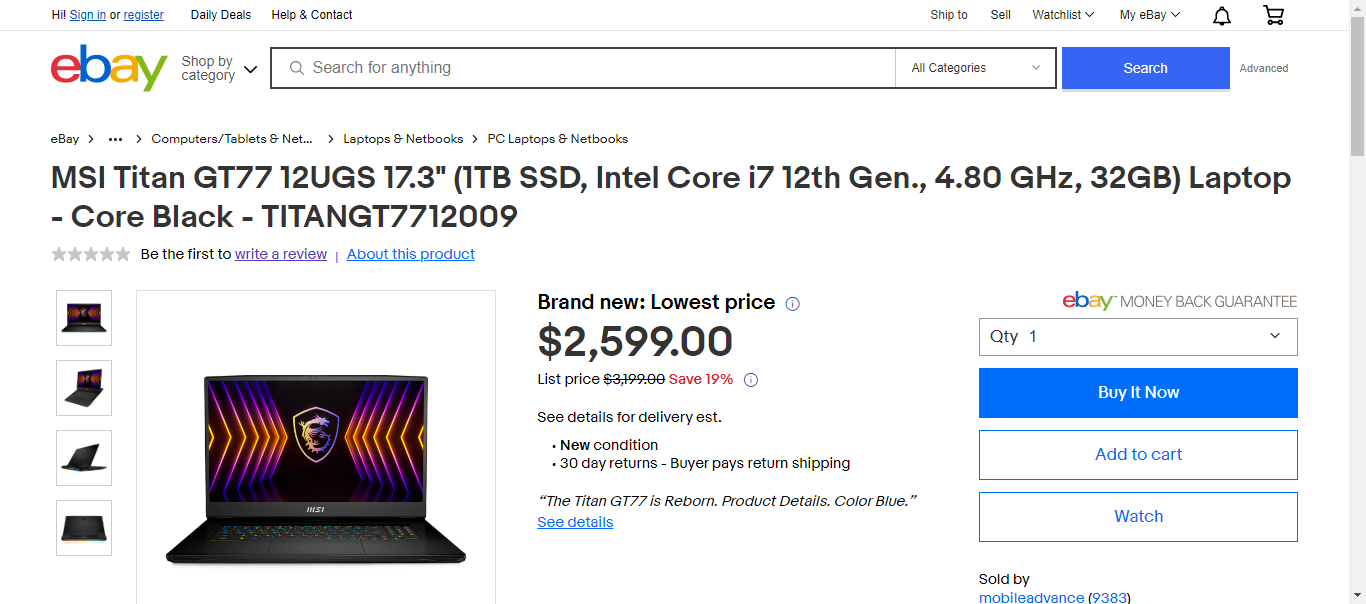 Hi! Sign in or register Daily Deals Help & Contact Ship to Sell Watchlist My eBay
ebay Shop by category Search for anything All Categories Search Advanced
eBay > ... > Computers/Tablets & Net... > Laptops & Netbooks > PC Laptops & Netbooks
MSI Titan GT77 12UGS 17.3" (1TB SSD, Intel Core i7 12th Gen., 4.80 GHz, 32GB) Laptop
- Core Black - TITANGT7712009
Be the first to write a review | About this product
msi
Brand new: Lowest price
$2,599.00
List price $3,199.00 Save 19%
See details for delivery est.
• New condition
• 30 day returns - Buyer pays return shipping
“The Titan GT77 is Reborn. Product Details. Color Blue.”
See details
ebay MONEY BACK GUARANTEE
Qty 1
Buy It Now
Add to cart
Watch
Sold by
mobileadvance (9383)